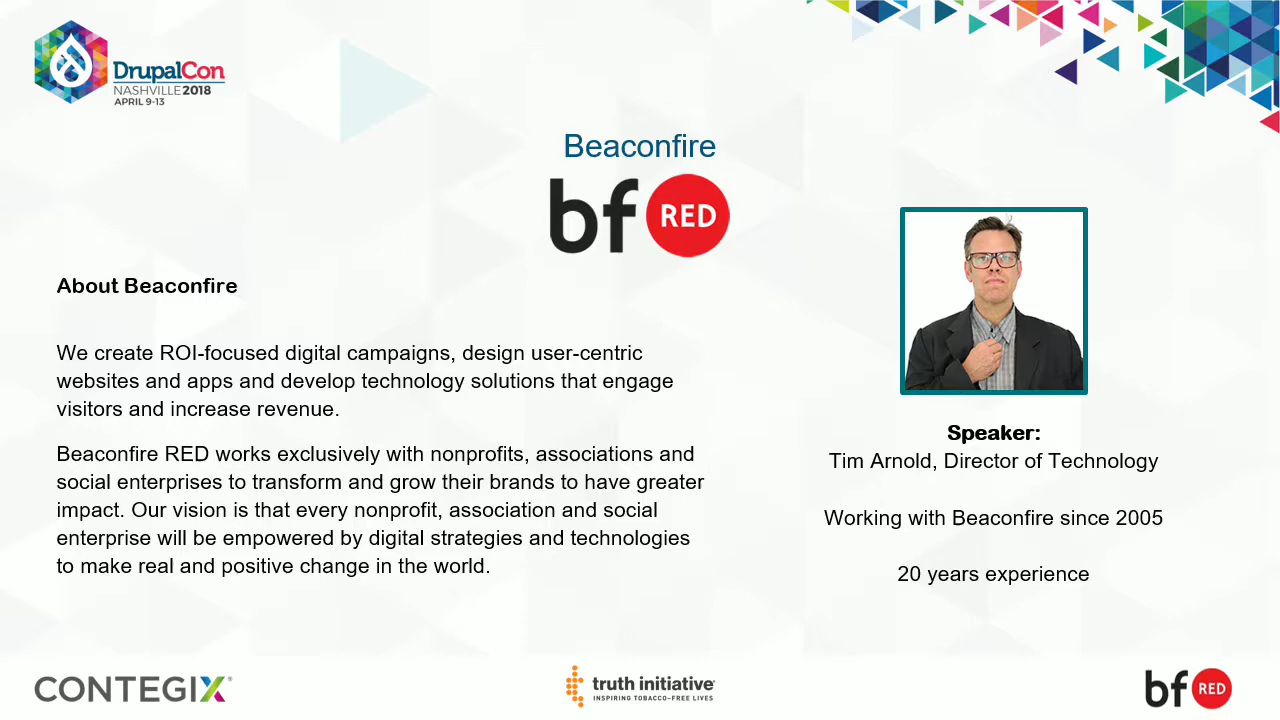 DrupalCon
NASHVILLE 2018
APRIL 9-13
Beaconfire
bf RED
About Beaconfire
We create ROI-focused digital campaigns, design user-centric
websites and apps and develop technology solutions that engage
visitors and increase revenue.
Beaconfire RED works exclusively with nonprofits, associations and
social enterprises to transform and grow their brands to have greater
impact. Our vision is that every nonprofit, association and social
enterprise will be empowered by digital strategies and technologies
to make real and positive change in the world.
Speaker:
Tim Arnold, Director of Technology
Working with Beaconfire since 2005
20 years experience
CONTEGIX®
truth initiative®
INSPIRING TOBACCO-FREE LIVES
bf RED